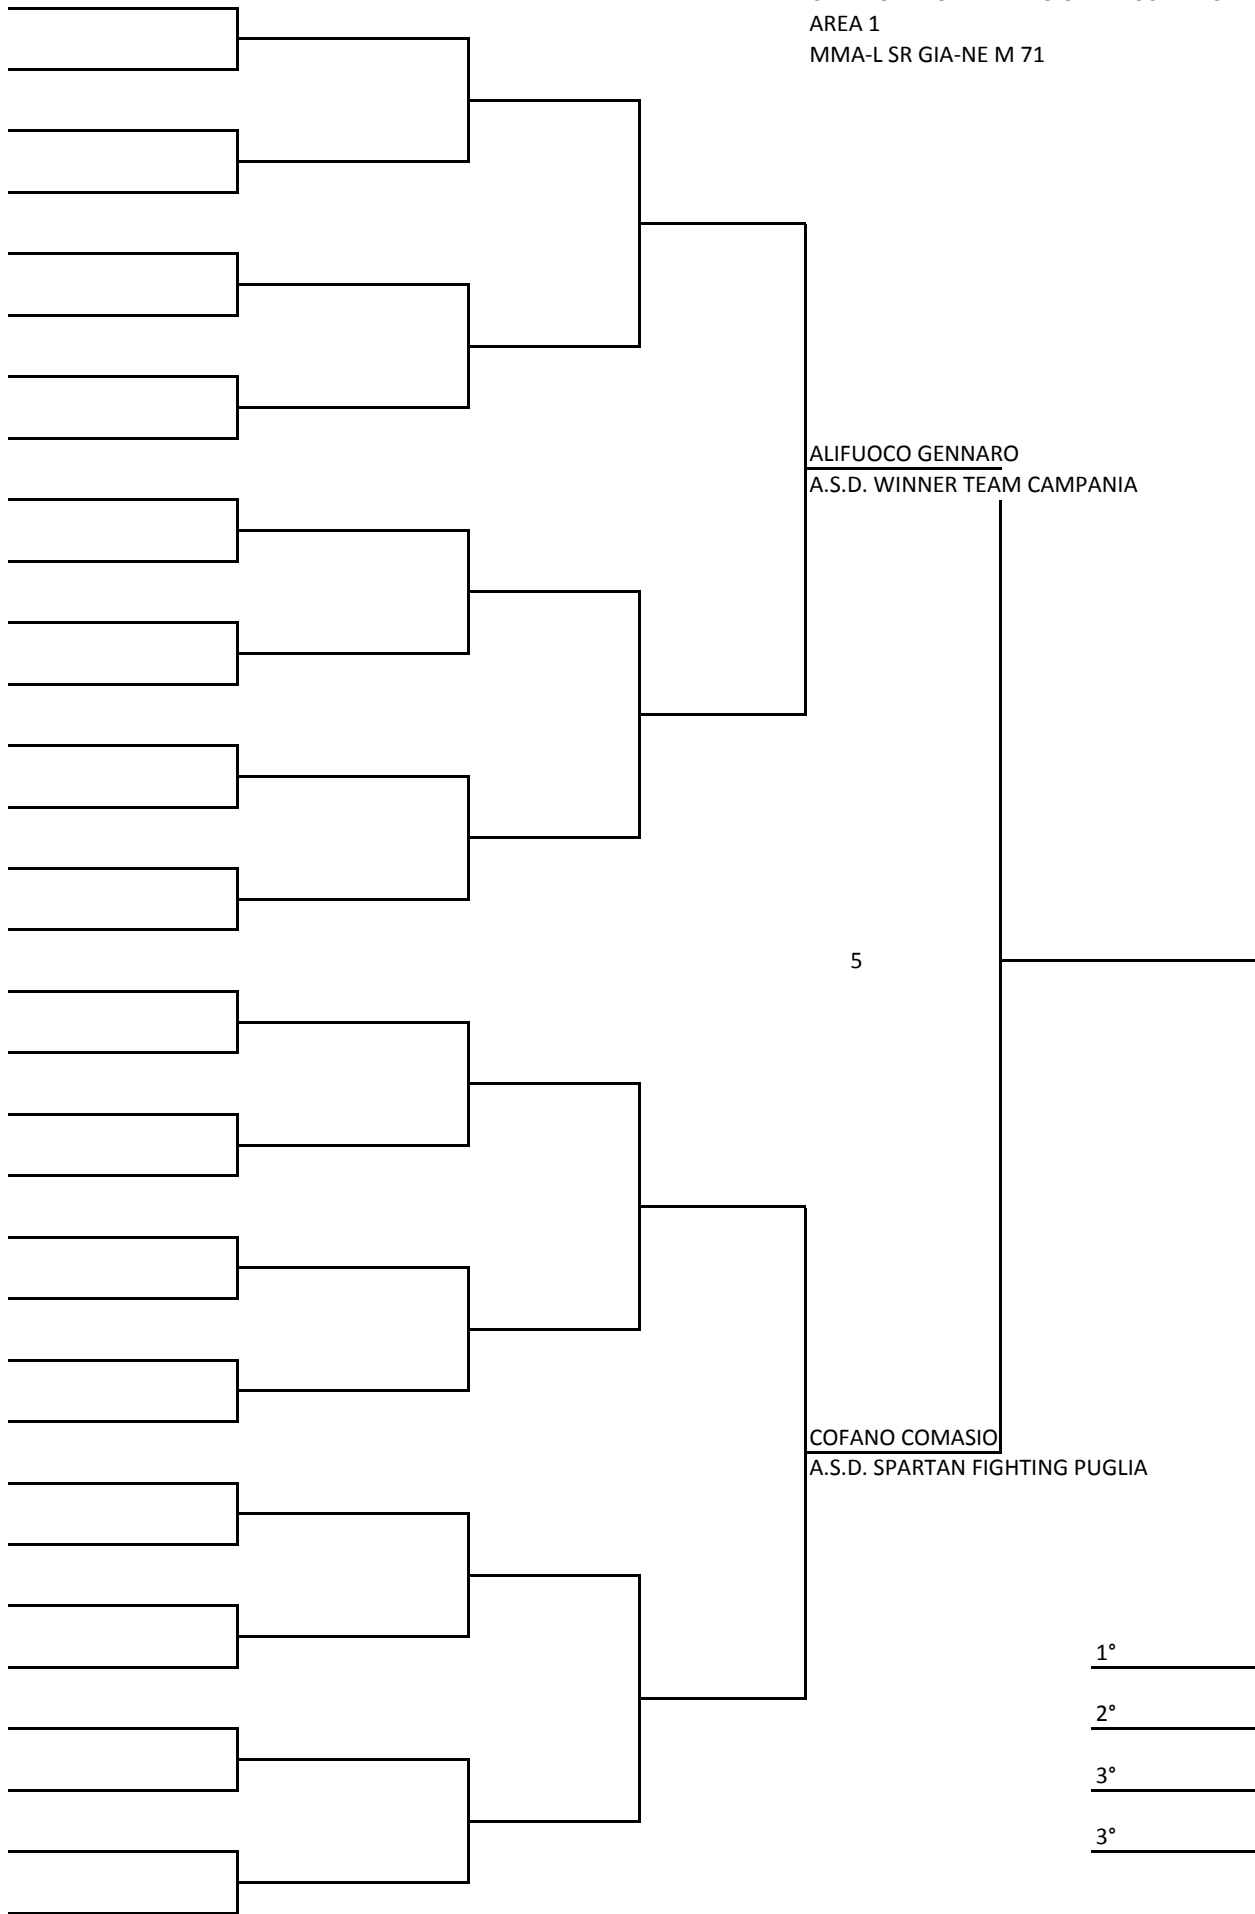 AREA 1
MMA-L SR GIA-NE M 71
ALIFUOCO GENNARO
A.S.D. WINNER TEAM CAMPANIA
5
COFANO COMASIO
A.S.D. SPARTAN FIGHTING PUGLIA
1°
2°
3°
3°